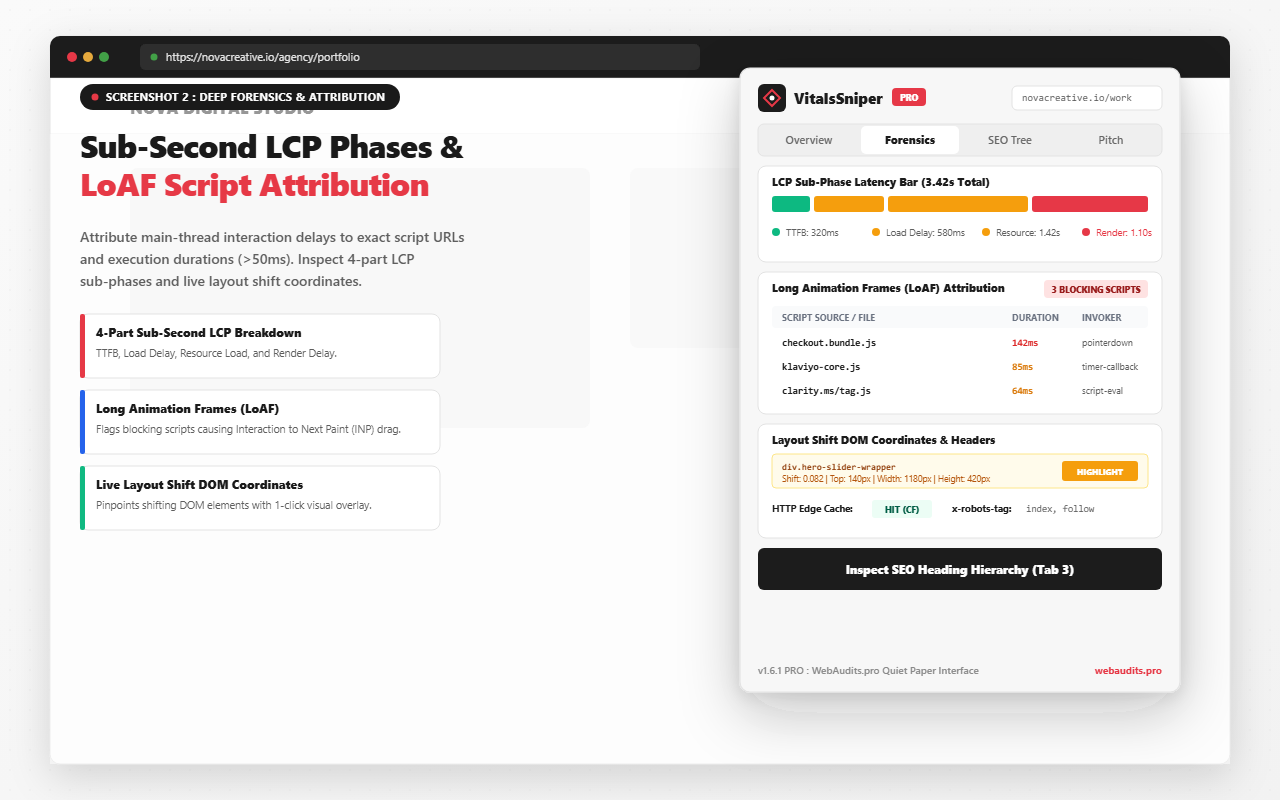 https://novacreative.io/agency/portfolio
SCREENSHOT 2 : DEEP FORENSICS & ATTRIBUTION
NOVA DIGITAL STUDIO
Sub-Second LCP Phases &
LoAF Script Attribution
Attribute main-thread interaction delays to exact script URLs
and execution durations (>50ms). Inspect 4-part LCP
sub-phases and live layout shift coordinates.
4-Part Sub-Second LCP Breakdown
TTFB, Load Delay, Resource Load, and Render Delay.
Long Animation Frames (LoAF)
Flags blocking scripts causing Interaction to Next Paint (INP) drag.
Live Layout Shift DOM Coordinates
Pinpoints shifting DOM elements with 1-click visual overlay.
VitalsSniper PRO novacreative.io/work
Overview Forensics SEO Tree Pitch
LCP Sub-Phase Latency Bar (3.42s Total)
TTFB: 320ms Load Delay: 580ms Resource: 1.42s Render: 1.10s
Long Animation Frames (LoAF) Attribution 3 BLOCKING SCRIPTS
SCRIPT SOURCE / FILE DURATION INVOKER
checkout.bundle.js 142ms pointerdown
klaviyo-core.js 85ms timer-callback
clarity.ms/tag.js 64ms script-eval
Layout Shift DOM Coordinates & Headers
div.hero-slider-wrapper
Shift: 0.082 | Top: 140px | Width: 1180px | Height: 420px
HIGHLIGHT
HTTP Edge Cache: HIT (CF) x-robots-tag: index, follow
Inspect SEO Heading Hierarchy (Tab 3)
v1.6.1 PRO : WebAudits.pro Quiet Paper Interface webaudits.pro